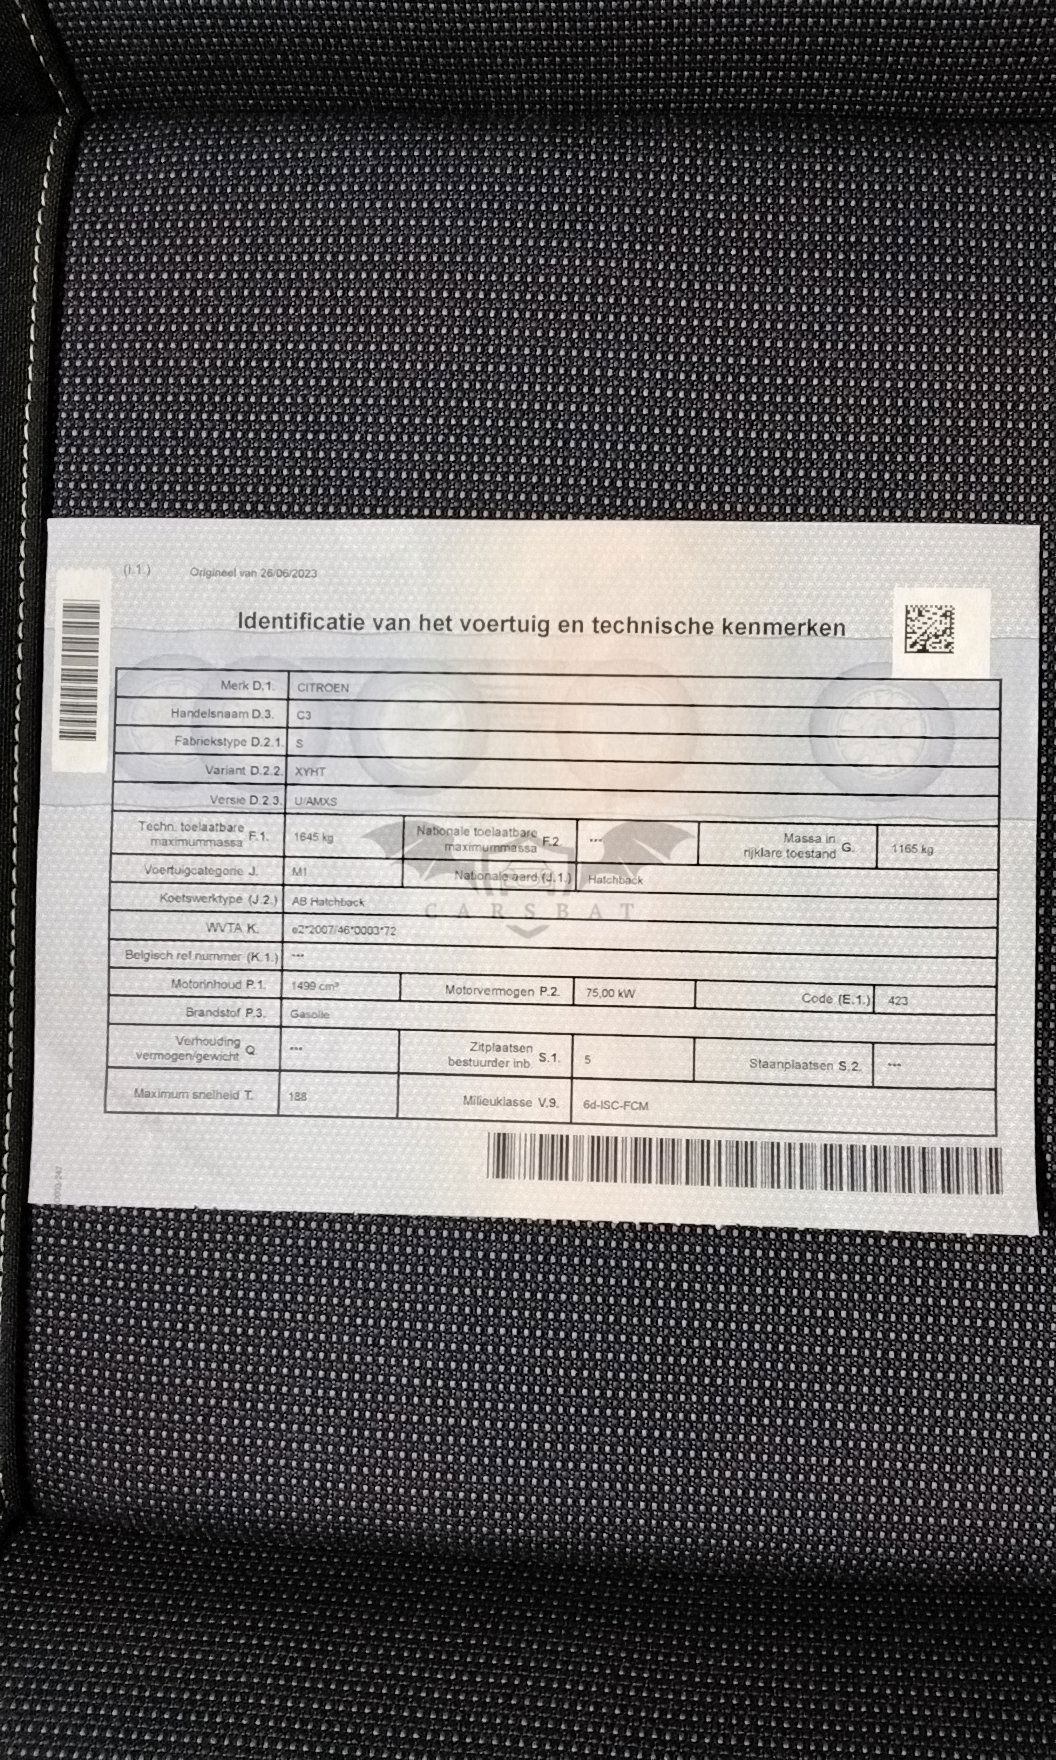 (I.1.) Origineel van 26/06/2023
Identificatie van het voertuig en technische kenmerken
Merk D.1. CITROEN
Handelsnaam D.3. C3
Fabriekstype D.2.1. S
Variant D.2.2. XYHT
Versie D.2.3. U/AMXS
Techn. toelaatbare maximummassa F.1. 1645 kg Nationale toelaatbare maximummassa F.2. --- Massa in rijklare toestand G. 1165 kg
Voertuigcategorie J. M1 Nationale aard (J.1.) Hatchback
Koetswerktype (J.2.) AB Hatchback
CARSBAT
WVTA K. e2*2007/46*0003*72
Belgisch ref.nummer (K.1.) ---
Motorinhoud P.1. 1499 cm³ Motorvermogen P.2. 75,00 kW Code (E.1.) 423
Brandstof P.3. Gasolie
Verhouding vermogen/gewicht Q. --- Zitplaatsen bestuurder inb. S.1. 5 Staanplaatsen S.2. ---
Maximum snelheid T. 188 Milieuklasse V.9. 6d-ISC-FCM